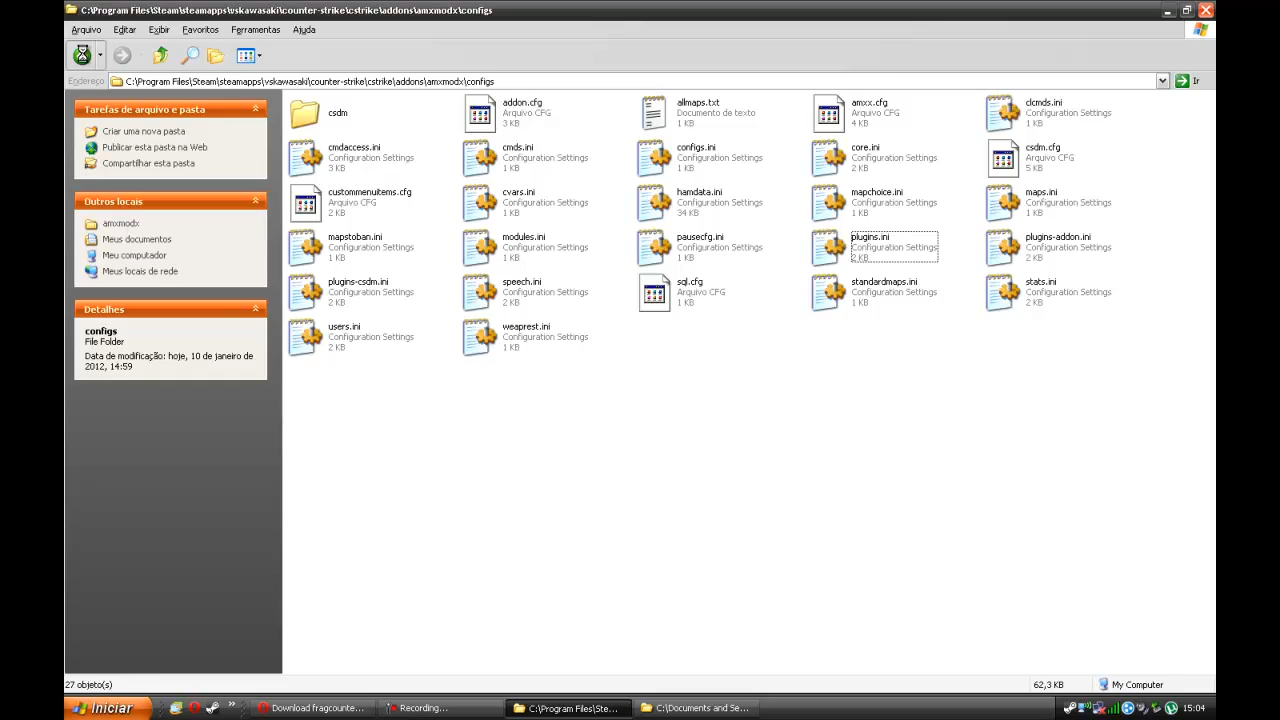 C:\Program Files\Steam\steamapps\vskawasaki\counter-strike\cstrike\addons\amxmodx\configs
Arquivo Editar Exibir Favoritos Ferramentas Ajuda
Endereço C:\Program Files\Steam\steamapps\vskawasaki\counter-strike\cstrike\addons\amxmodx\configs Ir
Tarefas de arquivo e pasta
Criar uma nova pasta
Publicar esta pasta na Web
Compartilhar esta pasta
Outros locais
amxmodx
Meus documentos
Meu computador
Meus locais de rede
Detalhes
configs
File Folder
Data de modificação: hoje, 10 de janeiro de
2012, 14:59
csdm
addon.cfg
Arquivo CFG
3 KB
allmaps.txt
Documento de texto
1 KB
amxx.cfg
Arquivo CFG
4 KB
clcmds.ini
Configuration Settings
1 KB
cmdaccess.ini
Configuration Settings
3 KB
cmds.ini
Configuration Settings
1 KB
configs.ini
Configuration Settings
1 KB
core.ini
Configuration Settings
2 KB
csdm.cfg
Arquivo CFG
5 KB
custommenuitems.cfg
Arquivo CFG
2 KB
cvars.ini
Configuration Settings
1 KB
hamdata.ini
Configuration Settings
34 KB
mapchoice.ini
Configuration Settings
1 KB
maps.ini
Configuration Settings
1 KB
mapstoban.ini
Configuration Settings
1 KB
modules.ini
Configuration Settings
1 KB
pausecfg.ini
Configuration Settings
1 KB
plugins.ini
Configuration Settings
2 KB
plugins-addon.ini
Configuration Settings
2 KB
plugins-csdm.ini
Configuration Settings
2 KB
speech.ini
Configuration Settings
2 KB
sql.cfg
Arquivo CFG
1 KB
standardmaps.ini
Configuration Settings
1 KB
stats.ini
Configuration Settings
2 KB
users.ini
Configuration Settings
2 KB
weaprest.ini
Configuration Settings
1 KB
27 objeto(s) 62,3 KB My Computer
Iniciar Download fragcounte... Recording... C:\Program Files\Ste... C:\Documents and Se... 15:04